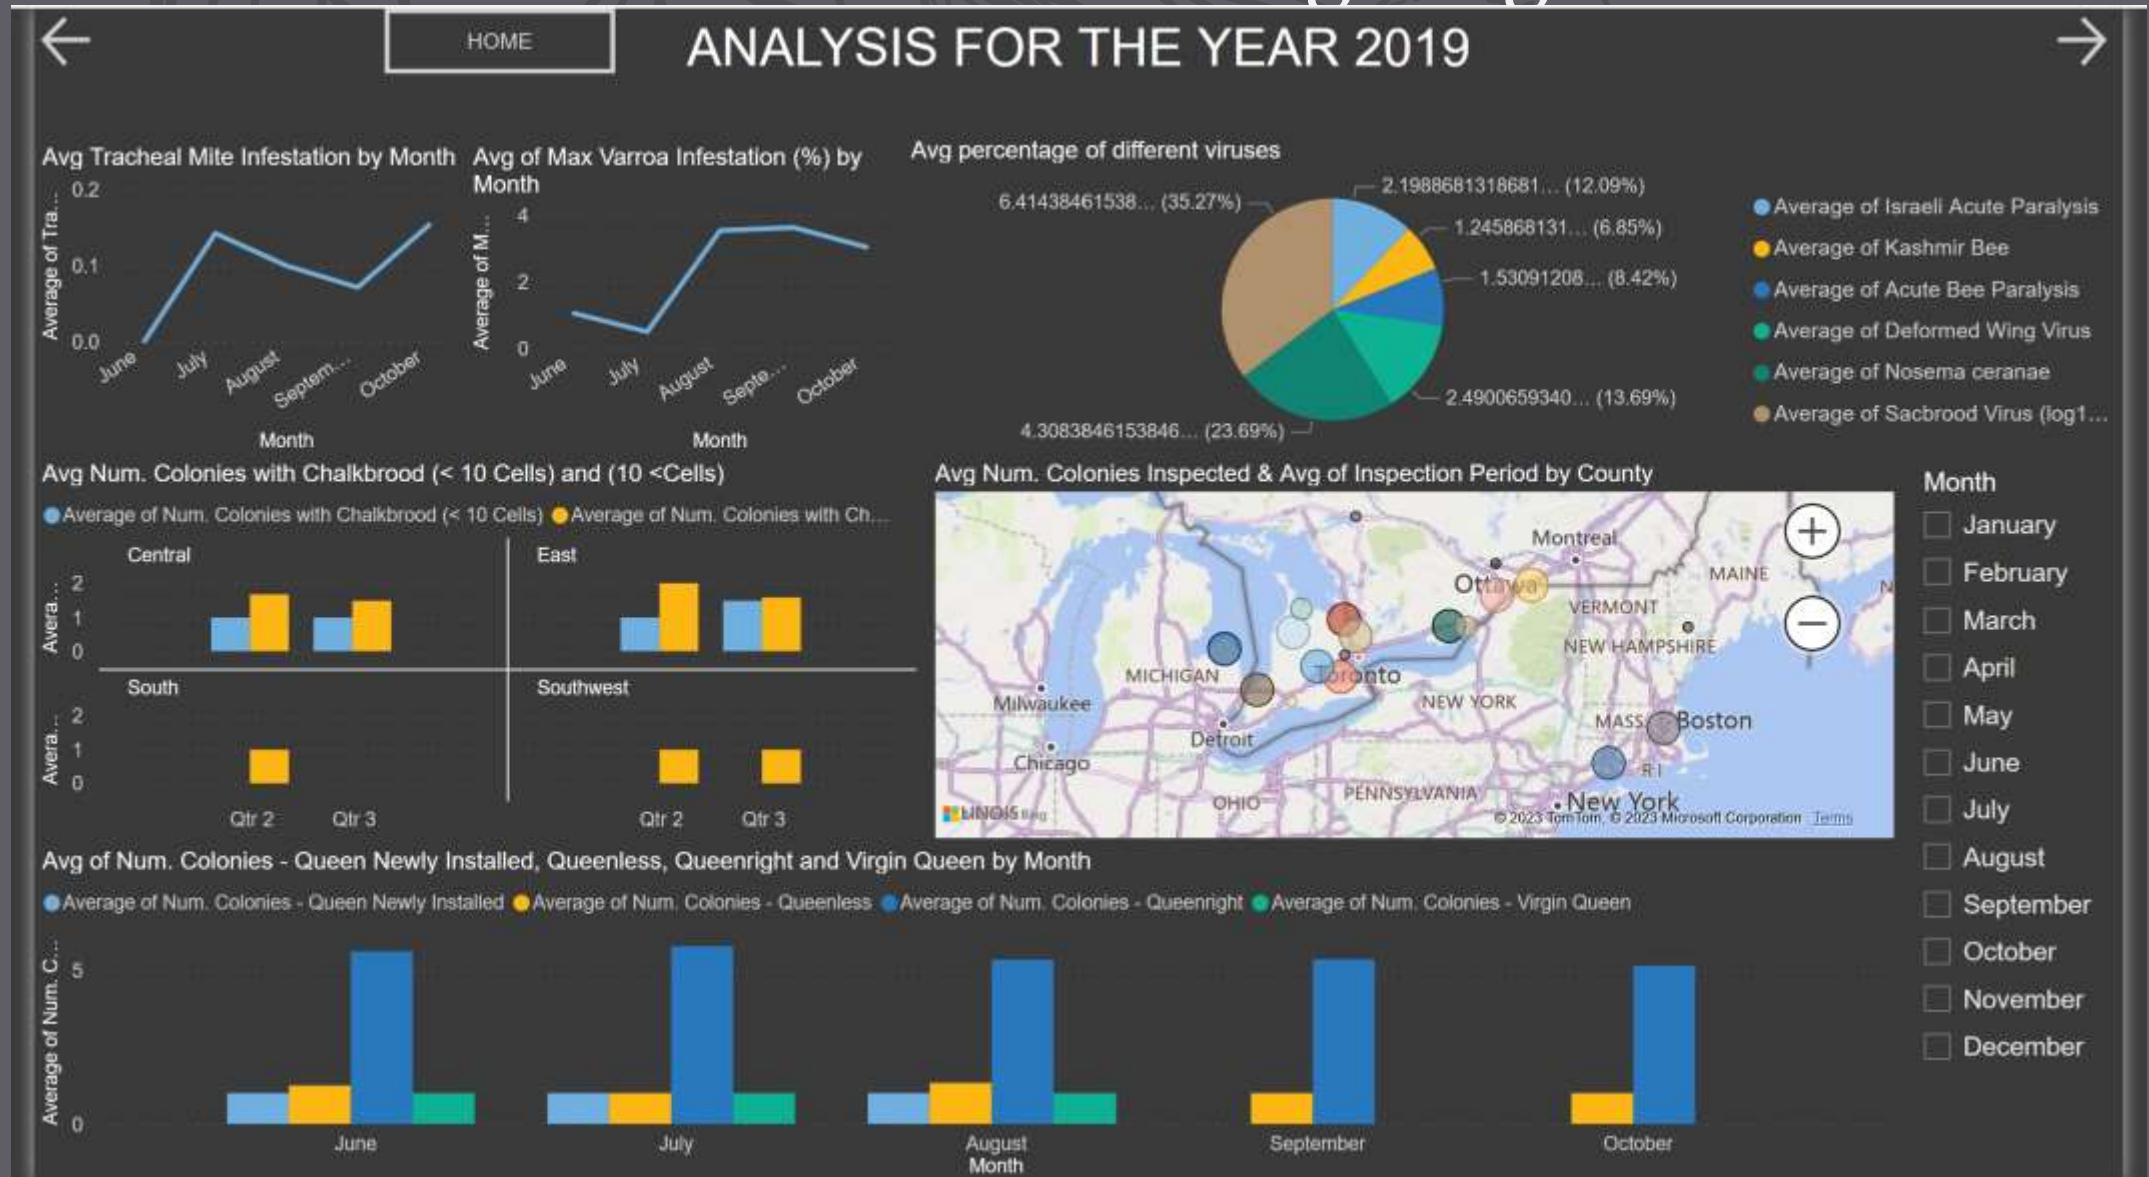 HOME
ANALYSIS FOR THE YEAR 2019
Avg Tracheal Mite Infestation by Month
Average of Tra...
0.2
0.1
0.0
June
July
August
Septem...
October
Month
Avg of Max Varroa Infestation (%) by
Month
Average of M...
4
2
0
June
July
August
Septe...
October
Month
Avg percentage of different viruses
2.1988681318681... (12.09%)
1.245868131... (6.85%)
1.53091208... (8.42%)
2.4900659340... (13.69%)
4.3083846153846... (23.69%)
6.41438461538... (35.27%)
Average of Israeli Acute Paralysis
Average of Kashmir Bee
Average of Acute Bee Paralysis
Average of Deformed Wing Virus
Average of Nosema ceranae
Average of Sacbrood Virus (log1...
Avg Num. Colonies with Chalkbrood (< 10 Cells) and (10 <Cells)
Average of Num. Colonies with Chalkbrood (< 10 Cells) Average of Num. Colonies with Ch...
Central
East
Avera...
2
1
0
South
Southwest
Avera...
2
1
0
Qtr 2 Qtr 3
Qtr 2 Qtr 3
Avg Num. Colonies Inspected & Avg of Inspection Period by County
Montreal
Ottawa
MAINE
VERMONT
NEW HAMPSHIRE
MICHIGAN
Toronto
Milwaukee
NEW YORK
MASS
Boston
Detroit
Chicago
R I
PENNSYLVANIA
OHIO
New York
© 2023 TomTom, © 2023 Microsoft Corporation Terms
Month
January
February
March
April
May
June
July
August
September
October
November
December
Avg of Num. Colonies - Queen Newly Installed, Queenless, Queenright and Virgin Queen by Month
Average of Num. Colonies - Queen Newly Installed Average of Num. Colonies - Queenless Average of Num. Colonies - Queenright Average of Num. Colonies - Virgin Queen
Average of Num. C...
5
0
June
July
August
September
October
Month